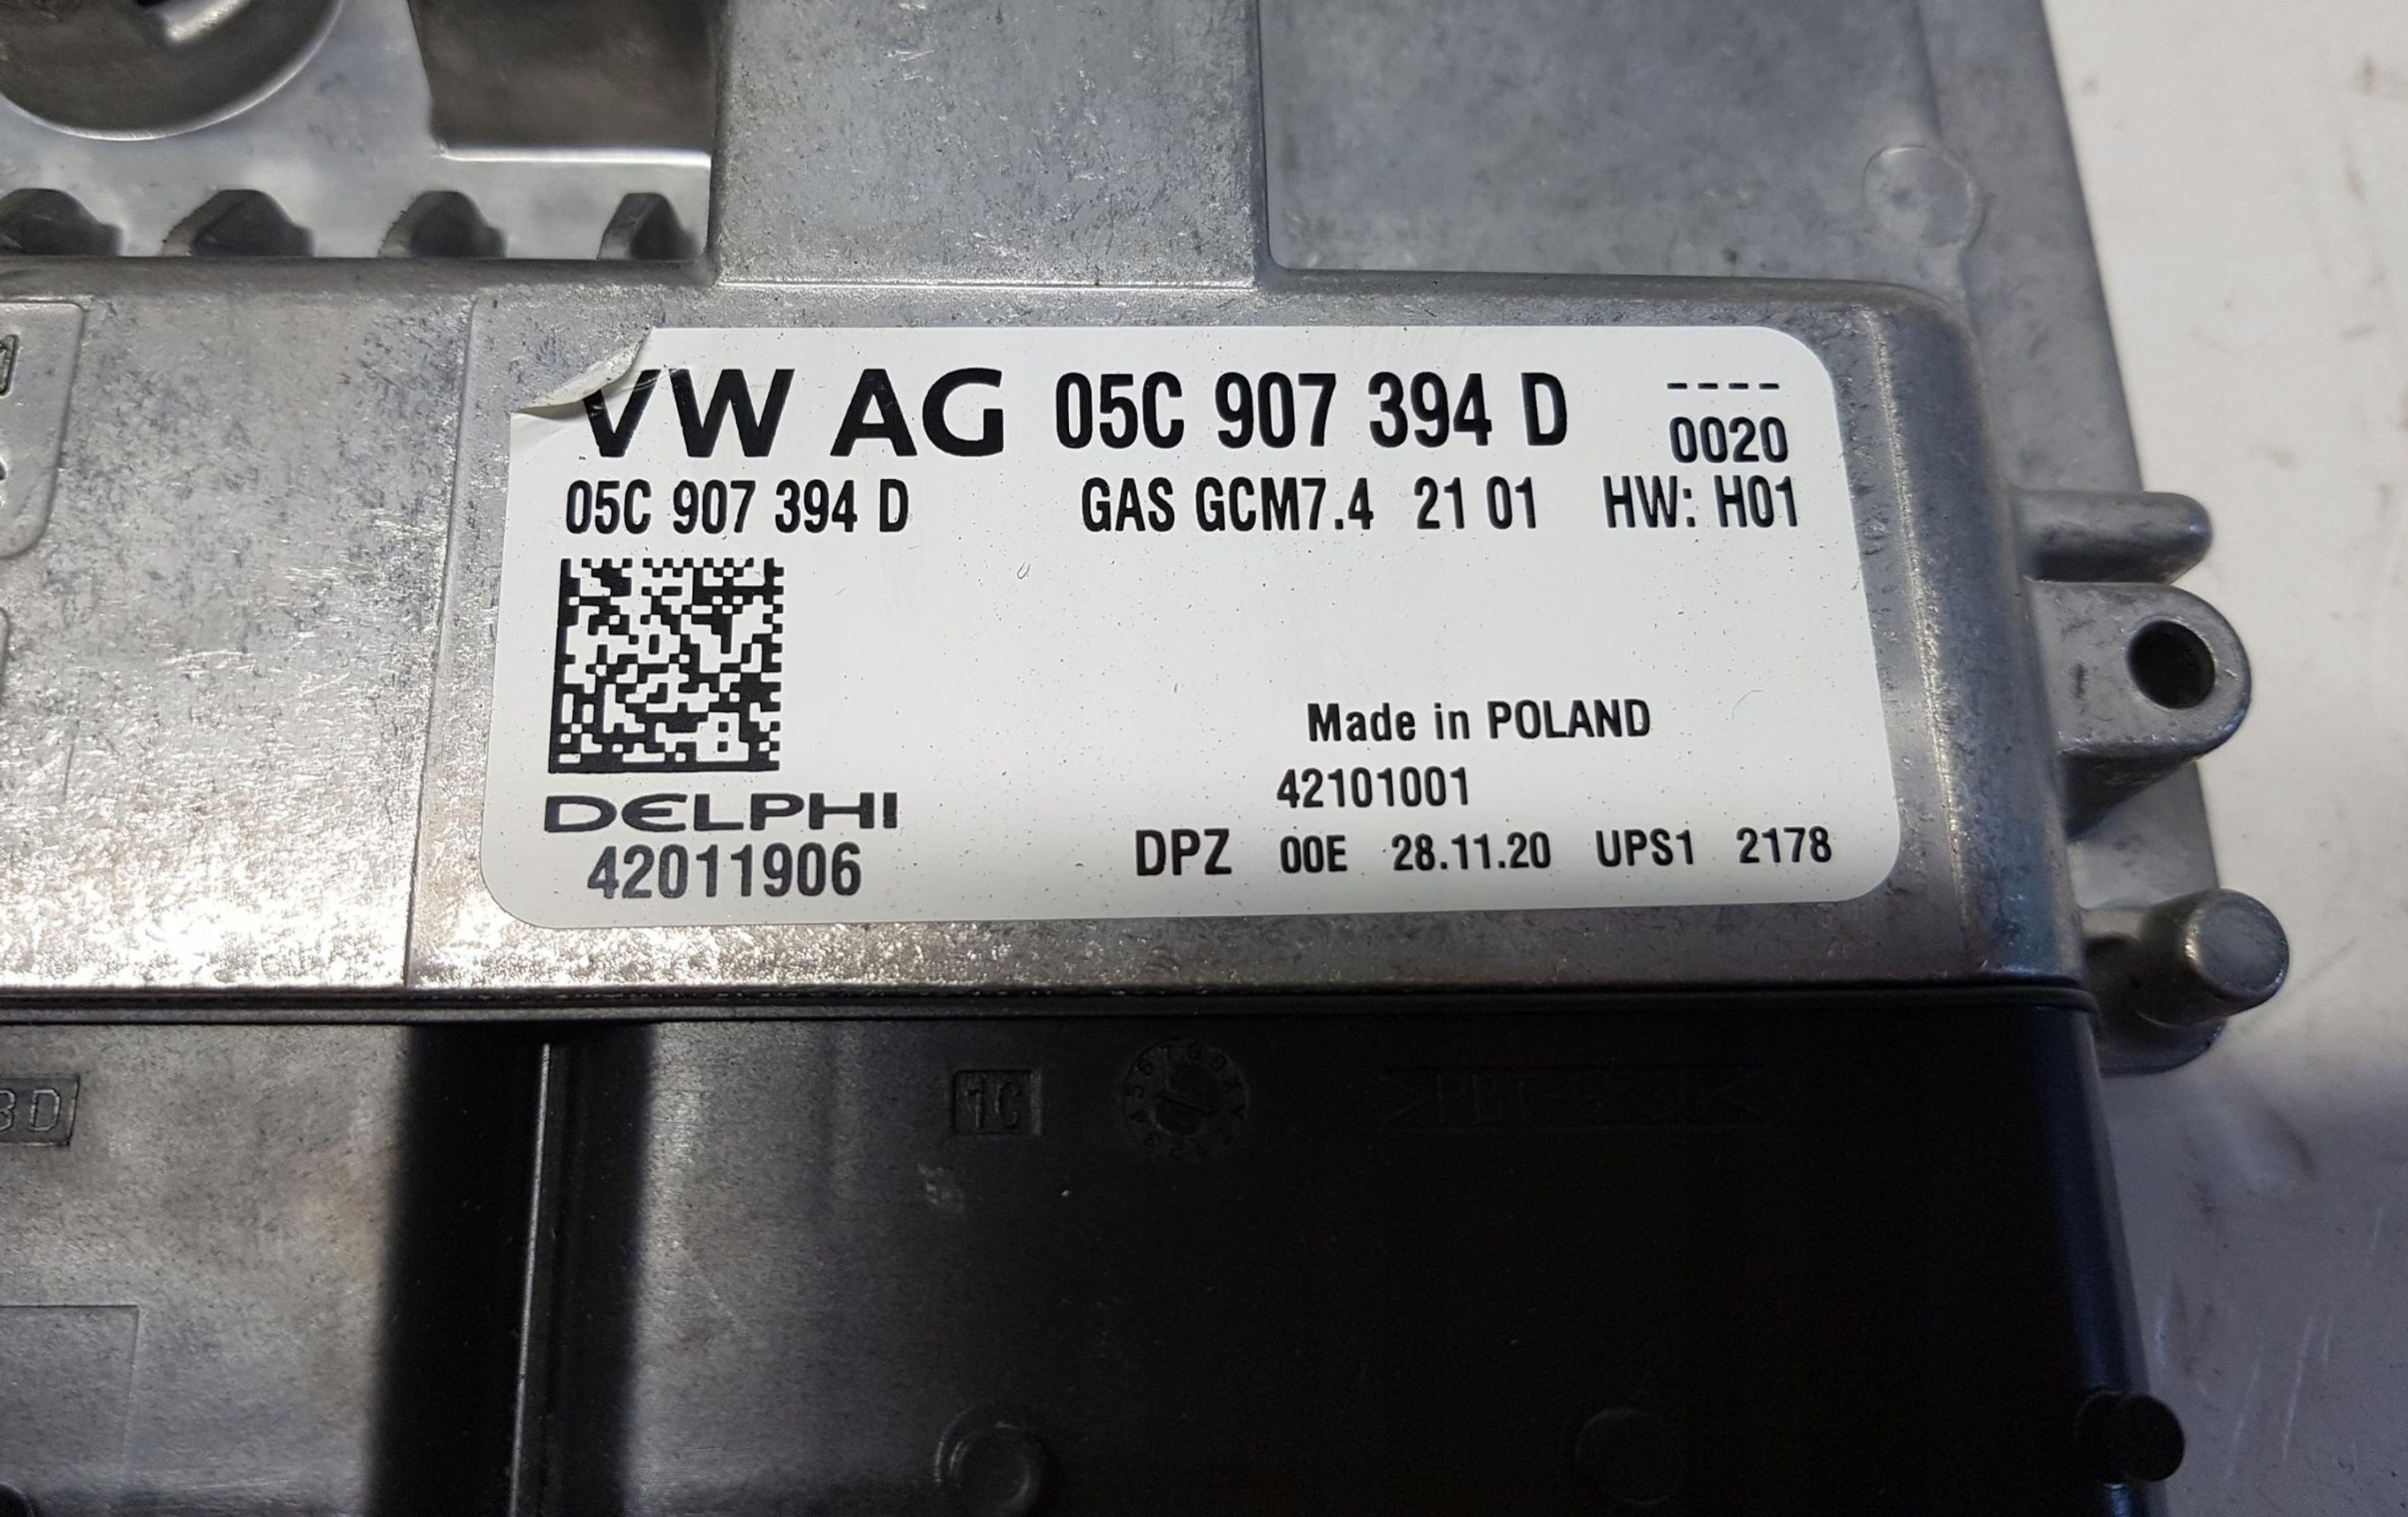 VW AG 05C 907 394 D
----
0020
05C 907 394 D GAS GCM7.4 21 01 HW: H01
Made in POLAND
42101001
DELPHI
42011906
DPZ 00E 28.11.20 UPS1 2178
1C